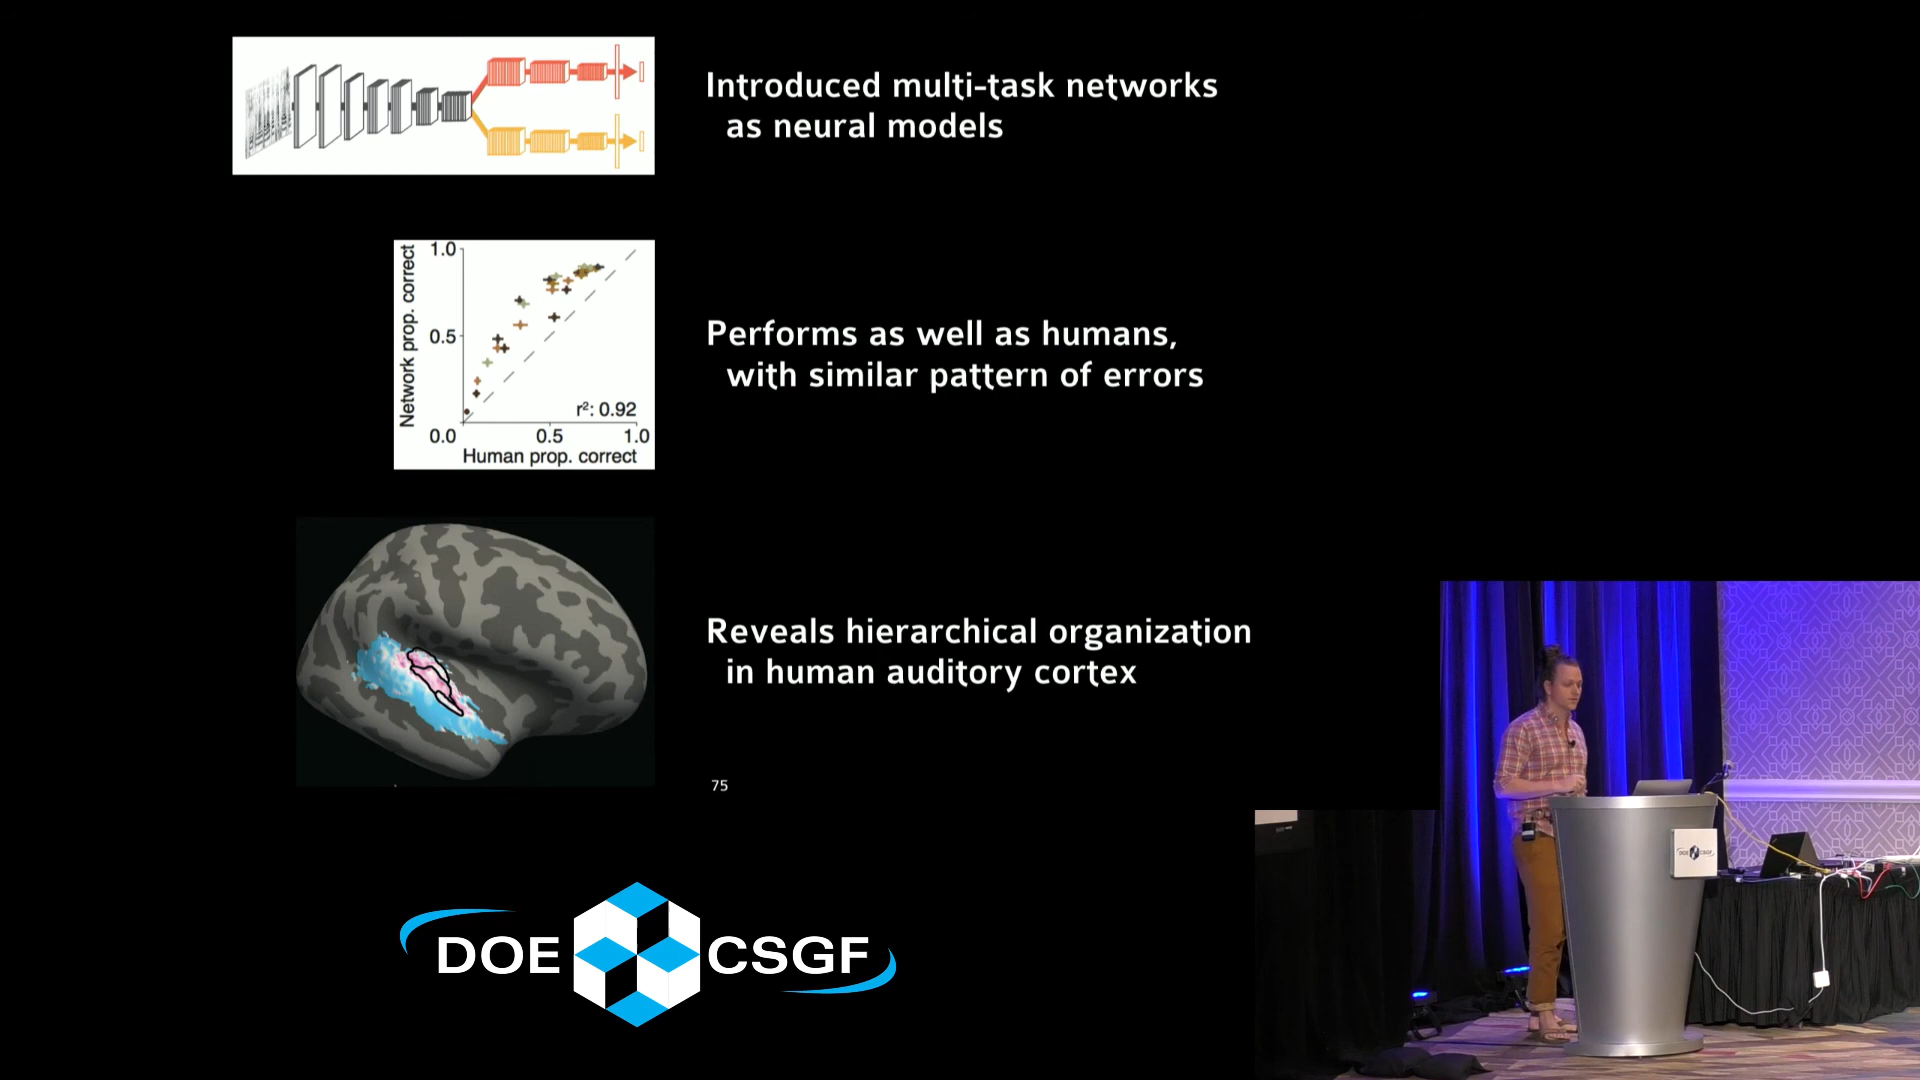 Introduced multi-task networks
as neural models
Network prop. correct
1.0
0.5
0.0
0.5
1.0
r²: 0.92
Human prop. correct
Performs as well as humans,
with similar pattern of errors
Reveals hierarchical organization
in human auditory cortex
75
DOE CSGF
DOE CSGF